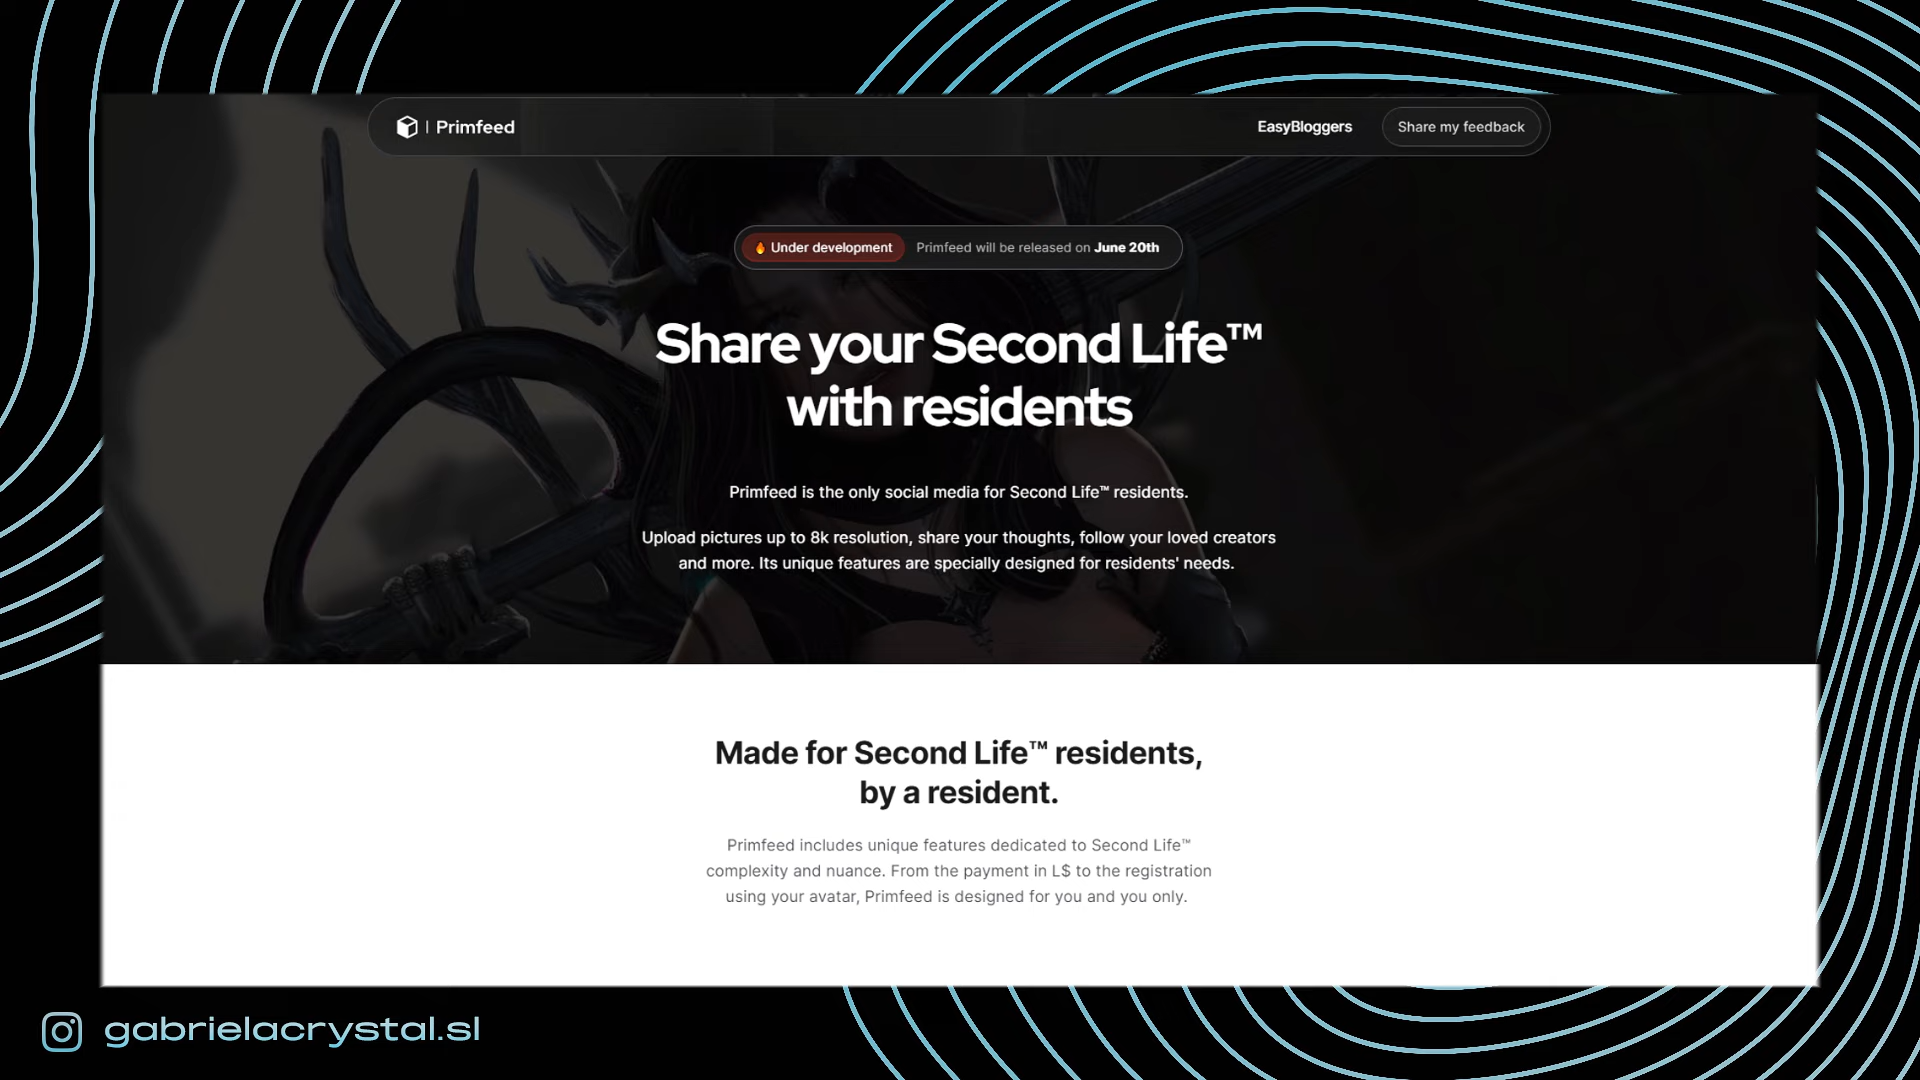 Primfeed
EasyBloggers
Share my feedback
🔥 Under development
Primfeed will be released on June 20th
Share your Second Life™
with residents
Primfeed is the only social media for Second Life™ residents.
Upload pictures up to 8k resolution, share your thoughts, follow your loved creators
and more. Its unique features are specially designed for residents' needs.
Made for Second Life™ residents,
by a resident.
Primfeed includes unique features dedicated to Second Life™
complexity and nuance. From the payment in L$ to the registration
using your avatar, Primfeed is designed for you and you only.
gabrielacrystal.sl